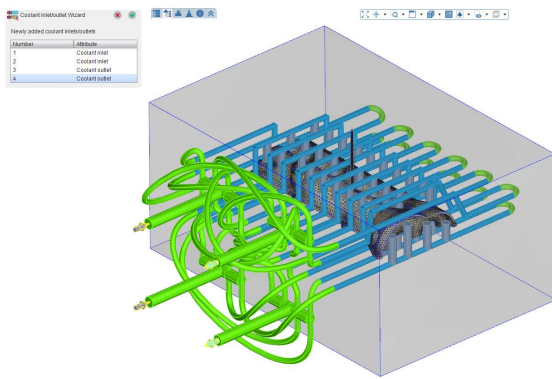 Coolant inlet/outlet Wizard
Newly added coolant inlets/outlets
Number Attribute
1 Coolant inlet
2 Coolant inlet
3 Coolant outlet
4 Coolant outlet